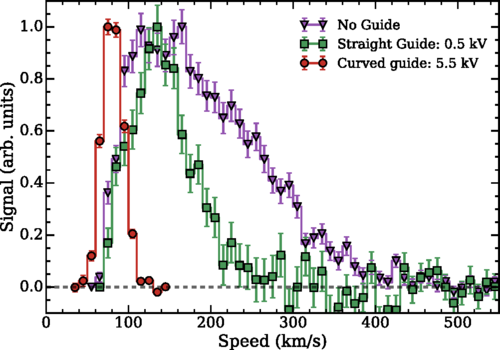 No Guide
Straight Guide: 0.5 kV
Curved guide: 5.5 kV
Signal (arb. units)
1.0
0.8
0.6
0.4
0.2
0.0
0 100 200 300 400 500
Speed (km/s)